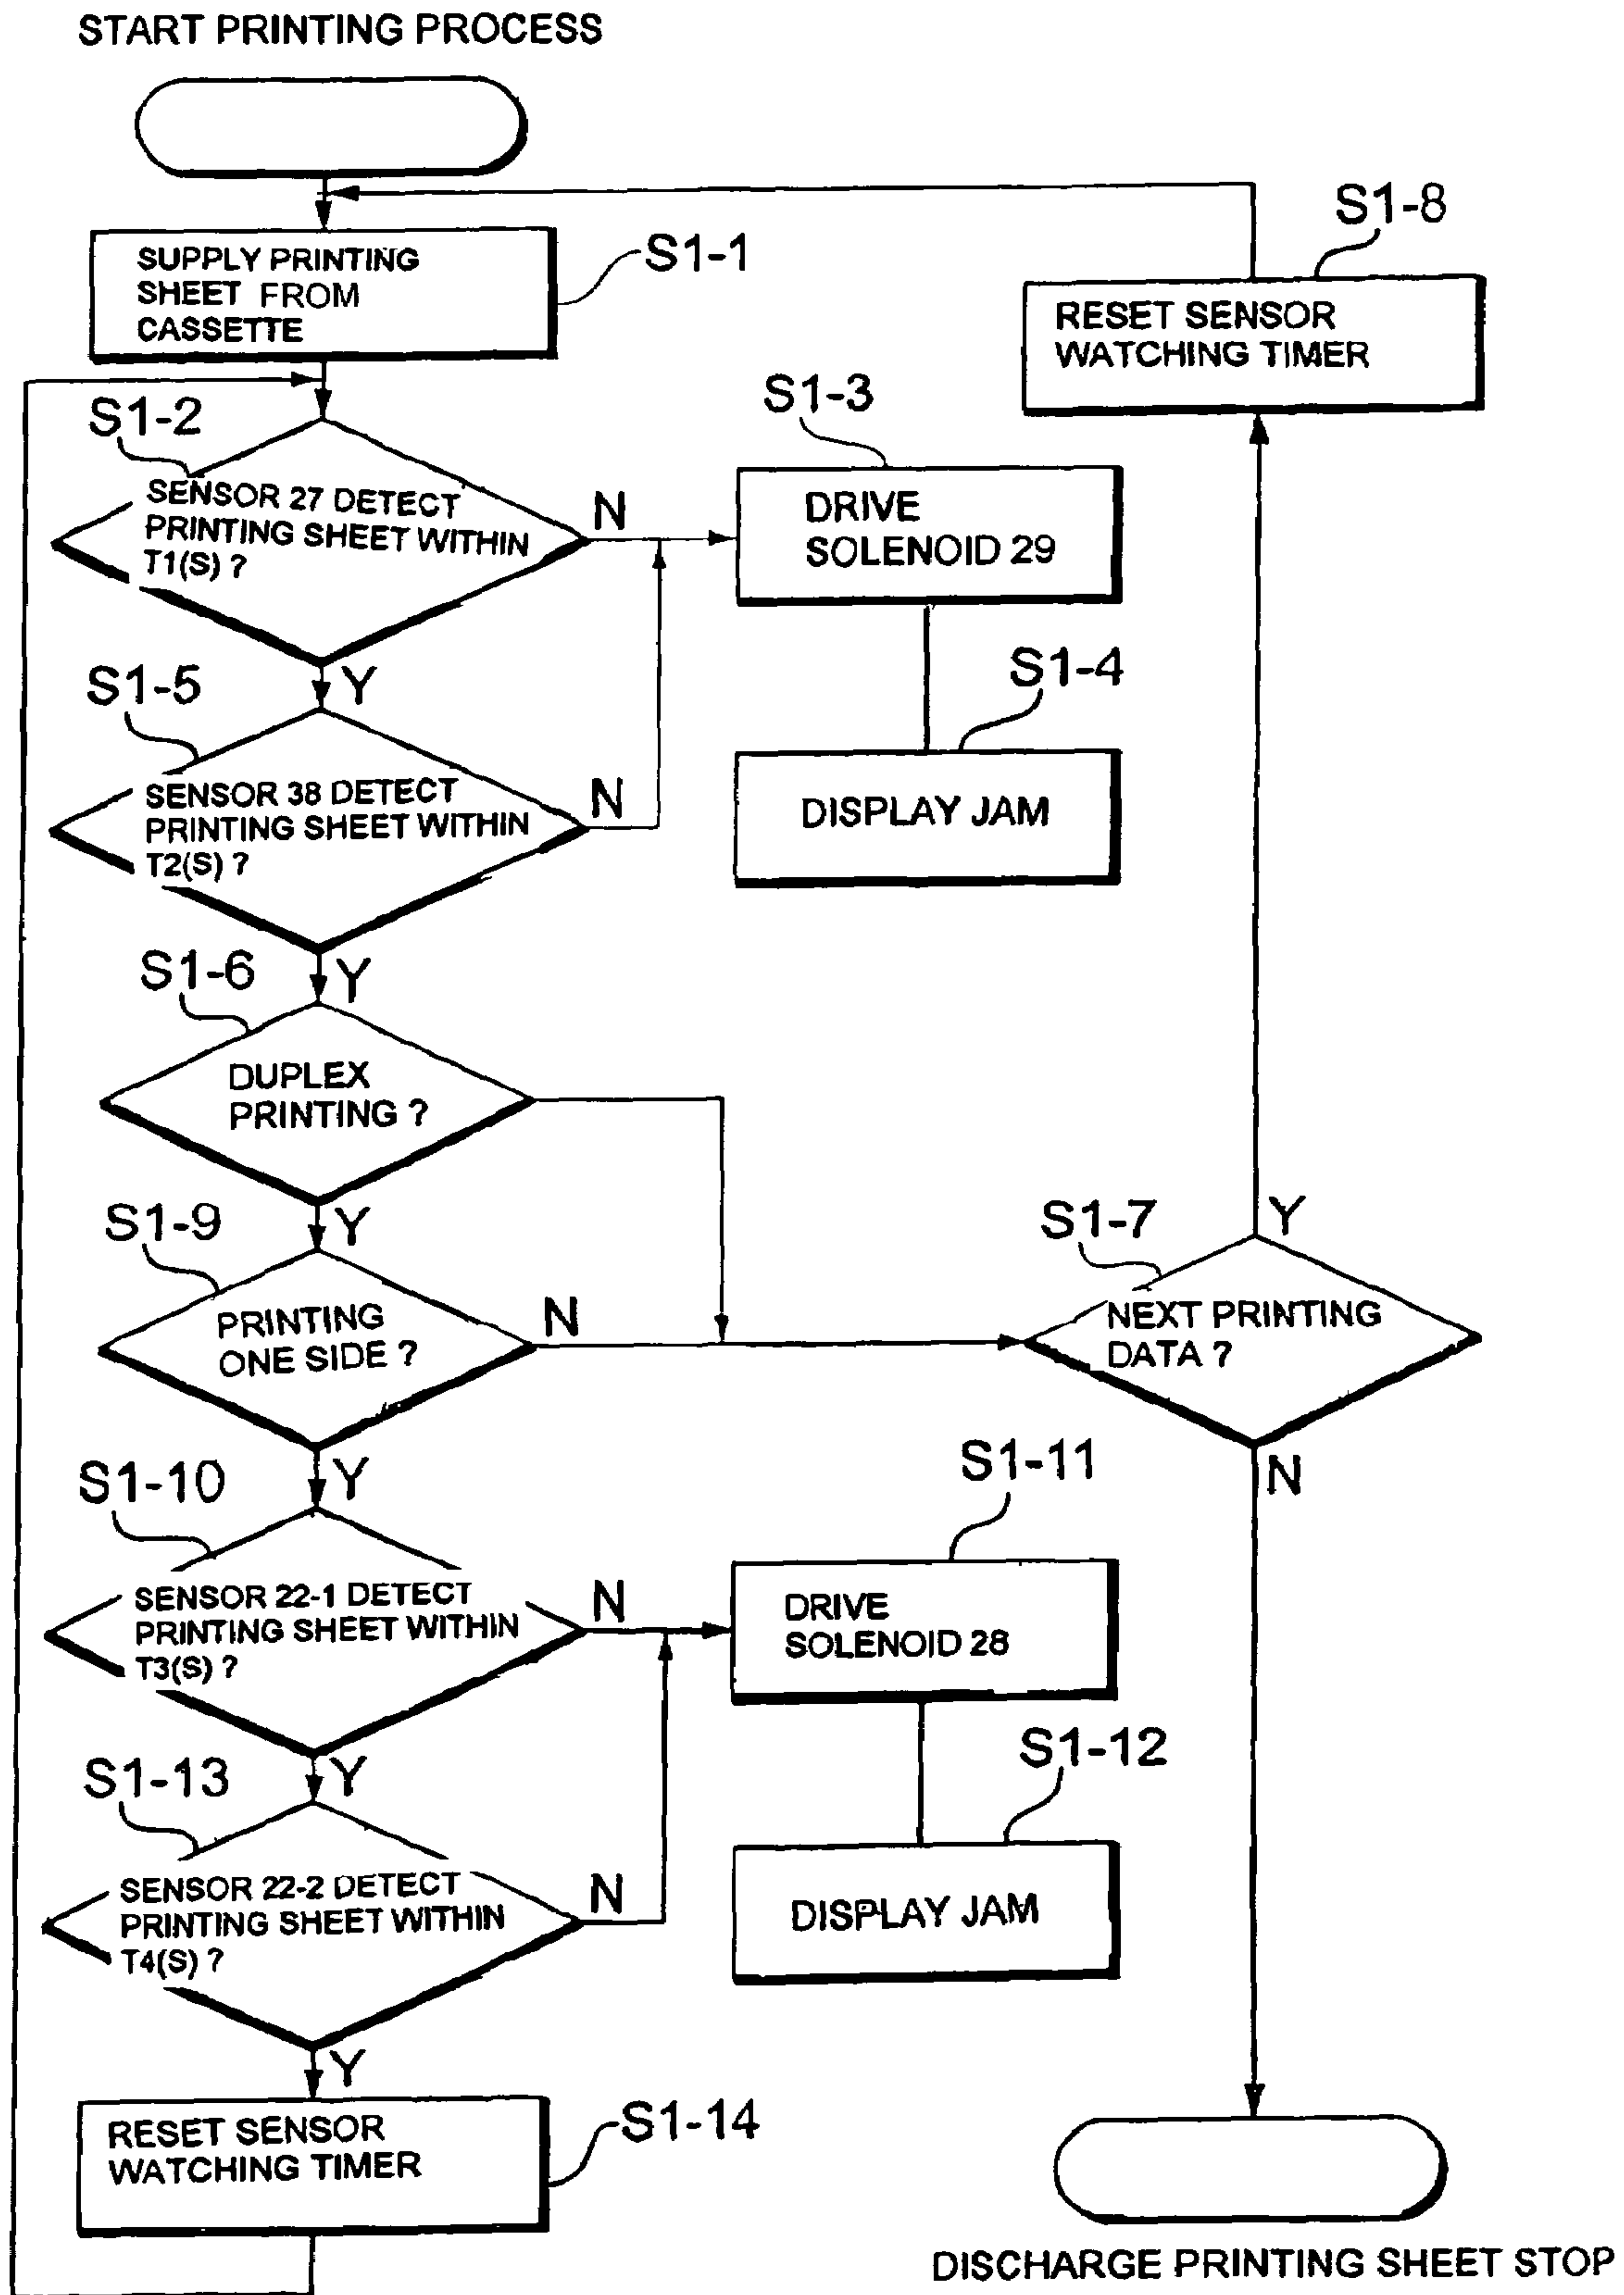 START PRINTING PROCESS
S1-8
SUPPLY PRINTING
SHEET FROM
CASSETTE
S1-1
RESET SENSOR
WATCHING TIMER
S1-2
SENSOR 27 DETECT
PRINTING SHEET WITHIN
T1(S) ?
N
Y
S1-3
DRIVE
SOLENOID 29
S1-4
DISPLAY JAM
S1-5
SENSOR 38 DETECT
PRINTING SHEET WITHIN
T2(S) ?
N
Y
S1-6
DUPLEX
PRINTING ?
Y
S1-9
PRINTING
ONE SIDE ?
N
Y
S1-7
Y
NEXT PRINTING
DATA ?
N
S1-10
SENSOR 22-1 DETECT
PRINTING SHEET WITHIN
T3(S) ?
N
Y
S1-11
DRIVE
SOLENOID 28
S1-12
DISPLAY JAM
S1-13
SENSOR 22-2 DETECT
PRINTING SHEET WITHIN
T4(S) ?
N
Y
RESET SENSOR
WATCHING TIMER
S1-14
DISCHARGE PRINTING SHEET STOP